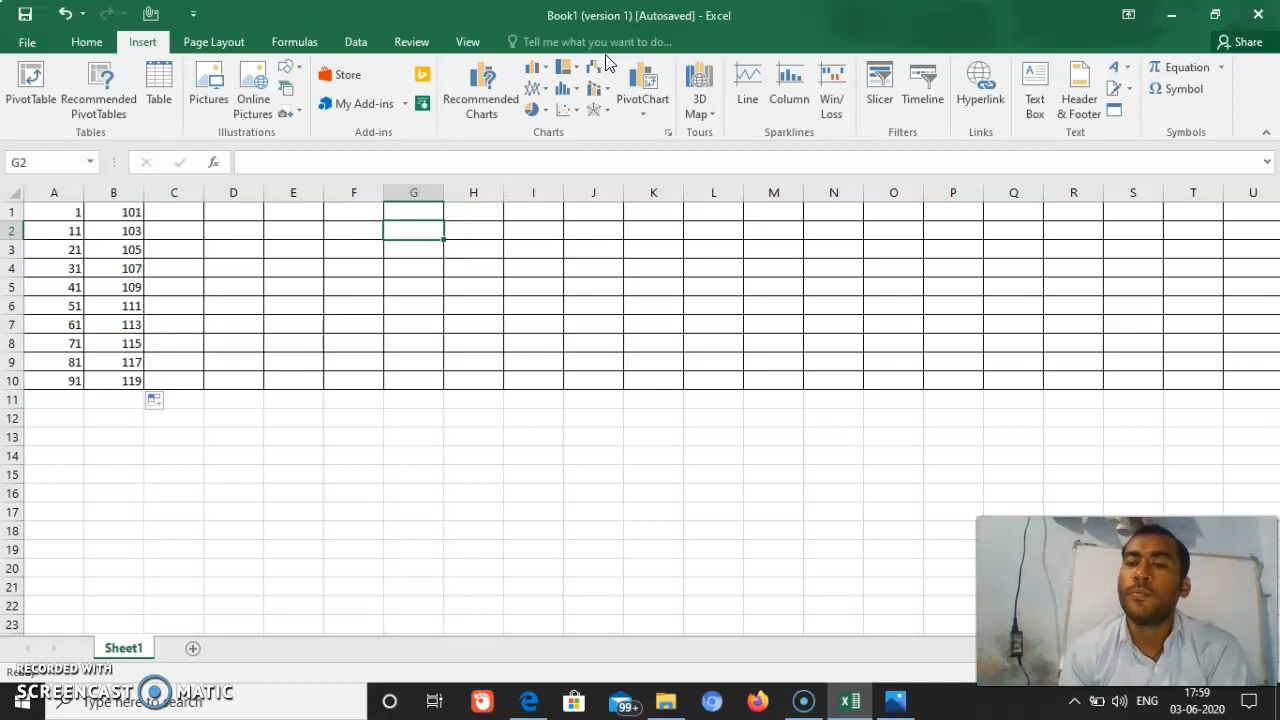 Book1 (version 1) [Autosaved] - Excel
File Home Insert Page Layout Formulas Data Review View Tell me what you want to do... Share
PivotTable Recommended PivotTables Table Pictures Online Pictures Store My Add-ins Recommended Charts PivotChart 3D Map Line Column Win/Loss Slicer Timeline Hyperlink Text Box Header & Footer Equation Symbol
Tables Illustrations Add-ins Charts Tours Sparklines Filters Links Text Symbols
G2 fx
A B C D E F G H I J K L M N O P Q R S T U
1 1 101
2 11 103
3 21 105
4 31 107
5 41 109
6 51 111
7 61 113
8 71 115
9 81 117
10 91 119
11
12
13
14
15
16
17
18
19
20
21
22
23
Sheet1
RECORDED WITH
SCREENCAST MATIC
Type here to search
99+
ENG 17:59
03-06-2020